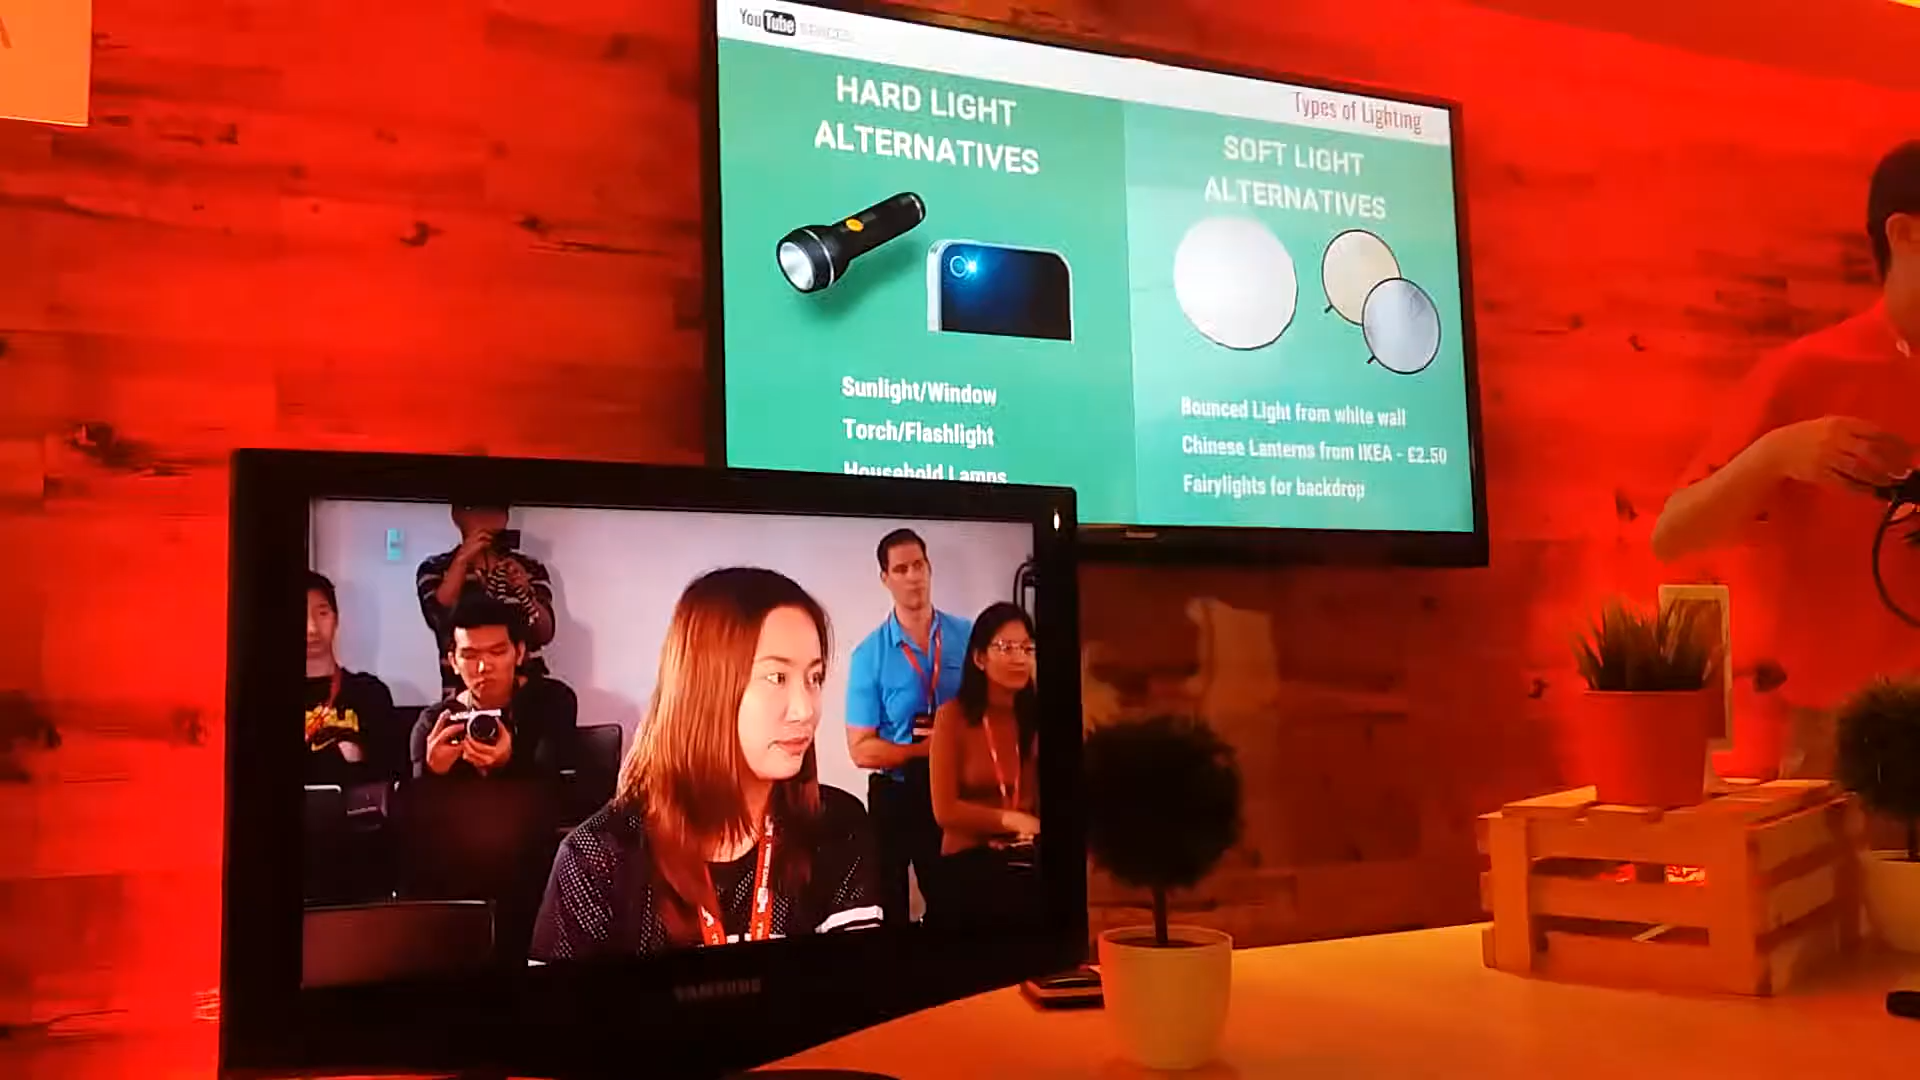 YouTube SPACES
Types of Lighting
HARD LIGHT
ALTERNATIVES
Sunlight/Window
Torch/Flashlight
Household Lamps
SOFT LIGHT
ALTERNATIVES
Bounced Light from white wall
Chinese Lanterns from IKEA - £2.50
Fairylights for backdrop
SAMSUNG